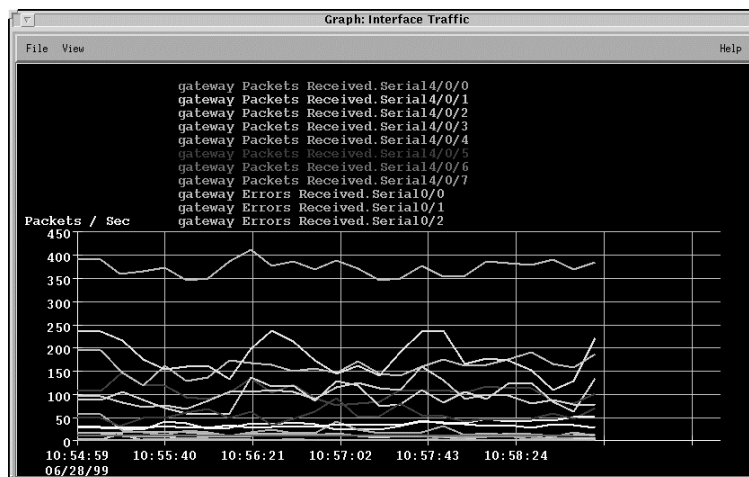 Graph: Interface Traffic
File View Help
gateway Packets Received.Serial4/0/0
gateway Packets Received.Serial4/0/1
gateway Packets Received.Serial4/0/2
gateway Packets Received.Serial4/0/3
gateway Packets Received.Serial4/0/4
gateway Packets Received.Serial4/0/5
gateway Packets Received.Serial4/0/6
gateway Packets Received.Serial4/0/7
gateway Errors Received.Serial0/0
gateway Errors Received.Serial0/1
Packets / Sec gateway Errors Received.Serial0/2
450
400
350
300
250
200
150
100
50
0
10:54:59 10:55:40 10:56:21 10:57:02 10:57:43 10:58:24
06/28/99